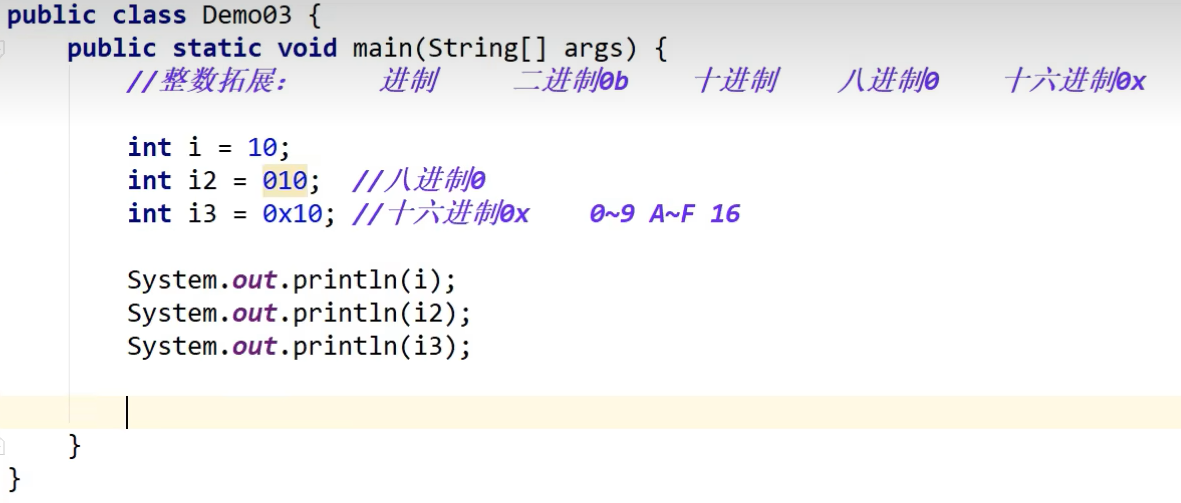 public class Demo03 {
public static void main(String[] args) {
//整数拓展: 进制 二进制0b 十进制 八进制0 十六进制0x
int i = 10;
int i2 = 010; //八进制0
int i3 = 0x10; //十六进制0x 0~9 A~F 16
System.out.println(i);
System.out.println(i2);
System.out.println(i3);
}
}